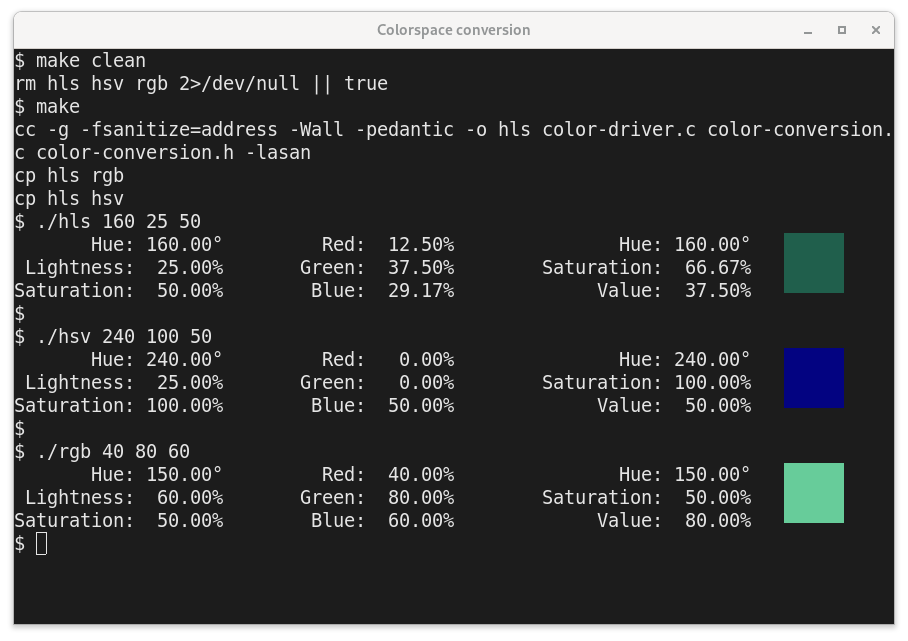 Colorspace conversion
$ make clean
rm hls hsv rgb 2>/dev/null || true
$ make
cc -g -fsanitize=address -Wall -pedantic -o hls color-driver.c color-conversion.
c color-conversion.h -lasan
cp hls rgb
cp hls hsv
$ ./hls 160 25 50
       Hue: 160.00°         Red:  12.50%               Hue: 160.00°
 Lightness:  25.00%       Green:  37.50%        Saturation:  66.67%
Saturation:  50.00%        Blue:  29.17%             Value:  37.50%
$
$ ./hsv 240 100 50
       Hue: 240.00°         Red:   0.00%               Hue: 240.00°
 Lightness:  25.00%       Green:   0.00%        Saturation: 100.00%
Saturation: 100.00%        Blue:  50.00%             Value:  50.00%
$
$ ./rgb 40 80 60
       Hue: 150.00°         Red:  40.00%               Hue: 150.00°
 Lightness:  60.00%       Green:  80.00%        Saturation:  50.00%
Saturation:  50.00%        Blue:  60.00%             Value:  80.00%
$